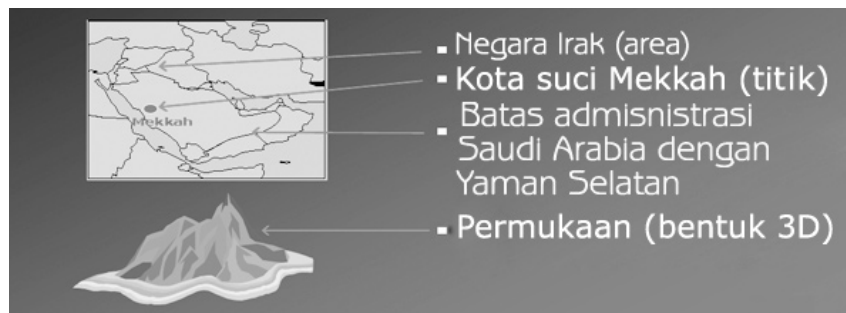 Negara Irak (area)
Kota suci Mekkah (titik)
Mekkah
Batas admisnistrasi
Saudi Arabia dengan
Yaman Selatan
Permukaan (bentuk 3D)